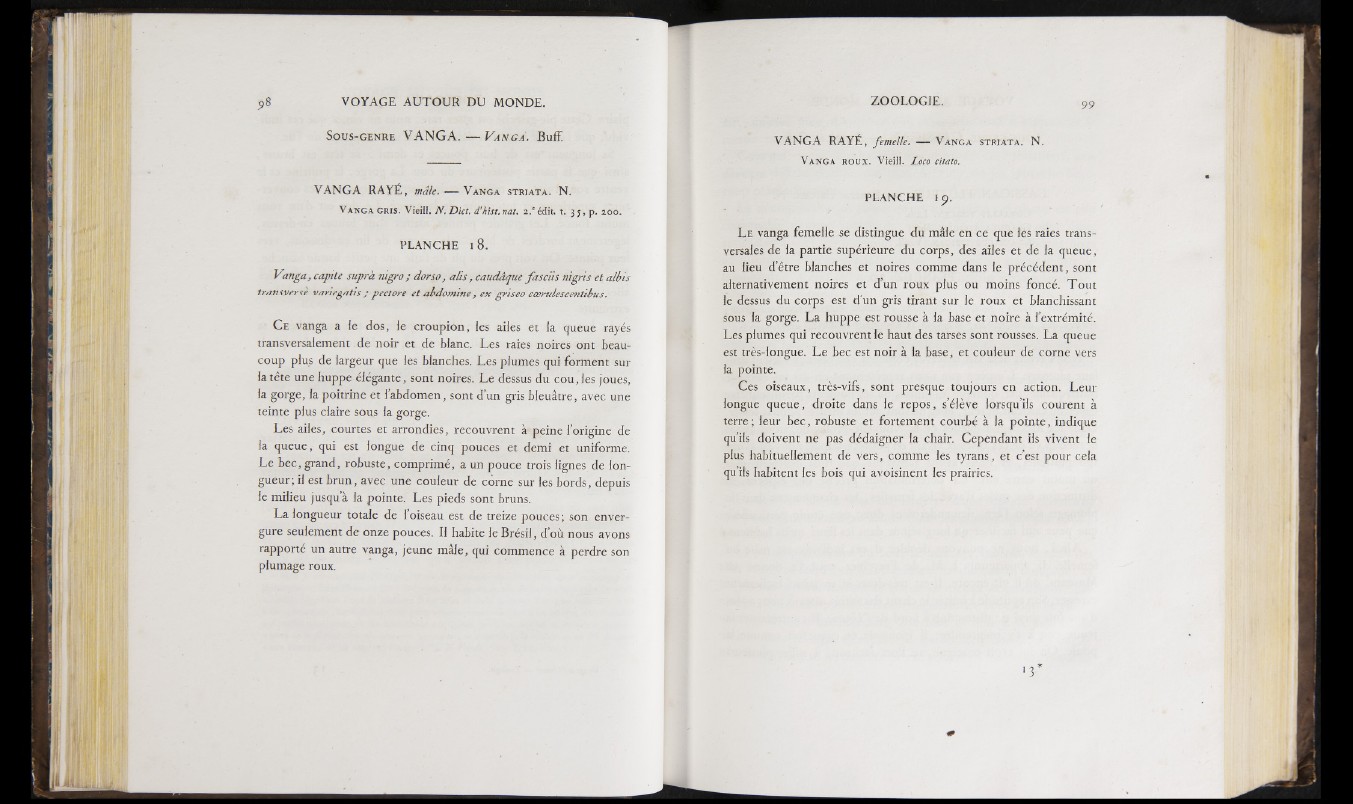 98 VOYAGE AUTOUR DU MONDE.
Sous-genre VANGA. — Vanga. Buff.
VANGA RAYÉ, mâle. — Vanga striata. N.
Vanga gris. Vieill. N. Dict. d'hist. nat. 2.e édit. t. 35, p. 200.
PLANCHE 18.
Vanga, capite suprà nigro ; dorso, alis, caudâque fasciis nigris et albis
transversè variegatis ; pectore et abdomine, ex griseo cœrulescentibus.
Ce vanga a le dos, le croupion, les ailes et la queue rayés
transversalement de noir et de blanc. Les raies noires ont beau-
coup plus de largeur que les blanches. Les plumes qui forment sur
la tête une huppe élégante, sont noires. Le dessus du cou, les joues,
la gorge, la poitrine et l'abdomen, sont d'un gris bleuâtre, avec une
teinte plus claire sous la gorge.
Les ailes, courtes et arrondies, recouvrent à peine l'origine de
la queue, qui est longue de cinq pouces et demi et uniforme.
Le bec, grand, robuste, comprimé, a un pouce trois lignes de lon-
gueur; il est brun, avec une couleur de corne sur les bords, depuis
le milieu jusqu'à la pointe. Les pieds sont bruns.
La longueur totale de l'oiseau est de treize pouces; son enver-
gure seulement de onze pouces. Il habite le Brésil, d'où nous avons
rapporté un autre vanga, jeune mâle, qui commence à perdre son
plumage roux.
ZOOLOGIE. 99
VANGA RAYÉ, femelle. — Vanga striata. N.
Vanga roux. Vieill. Loco citato.
PLANCHE 19.
Le vanga femelle se distingue du mâle en ce que les raies trans-
versales de la partie supérieure du corps, des ailes et de la queue,
au lieu d'être blanches et noires comme dans le précédent, sont
alternativement noires et d'un roux plus ou moins foncé. Tout
le dessus du corps est d'un gris tirant sur le roux et blanchissant
sous la gorge. La huppe est rousse à la base et noire à l'extrémité.
Les plumes qui recouvrent le haut des tarses sont rousses. La queue
est très-longue. Le bec est noir à la base, et couleur de corne vers
la pointe.
Ces oiseaux, très-vifs, sont presque toujours en action. Leur
longue queue, droite dans le repos, s'élève lorsqu'ils courent à
terre ; leur bec, robuste et fortement courbé à la pointe, indique
qu'ils doivent ne pas dédaigner la chair. Cependant ils vivent le
plus habituellement de vers, comme les tyrans, et c'est pour cela
qu'ils habitent les bois qui avoisinent les prairies.
13*